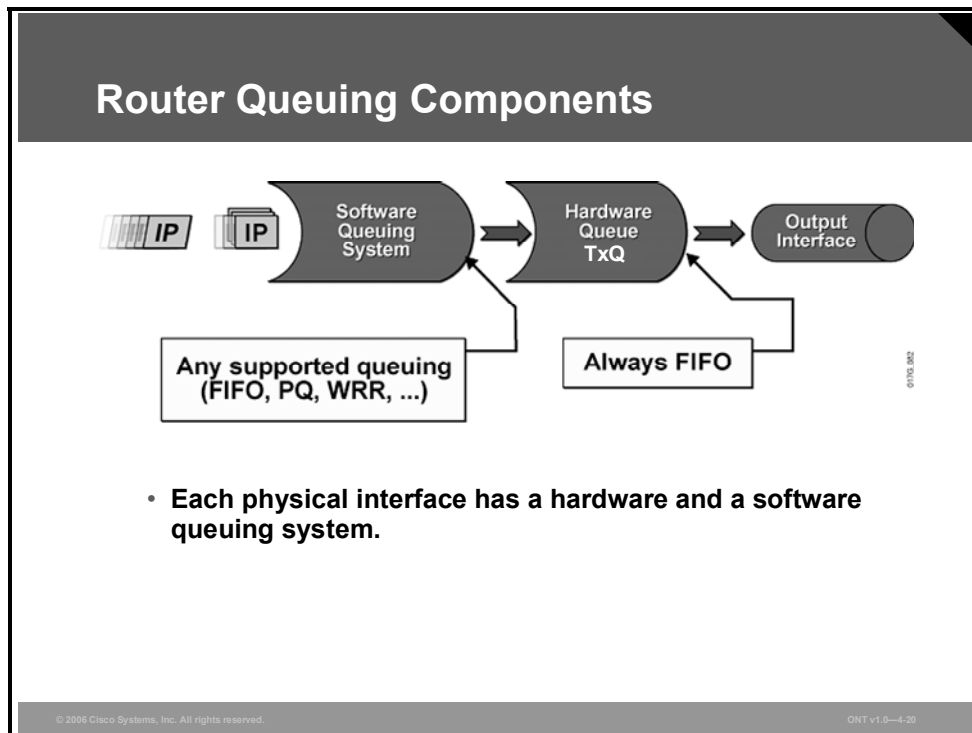 Router Queuing Components
IP
IP
Software
Queuing
System
Hardware
Queue
TxQ
Output
Interface
Any supported queuing
(FIFO, PQ, WRR, ...)
Always FIFO
017G_082
• Each physical interface has a hardware and a software
queuing system.
© 2006 Cisco Systems, Inc. All rights reserved.
ONT v1.0—4-20